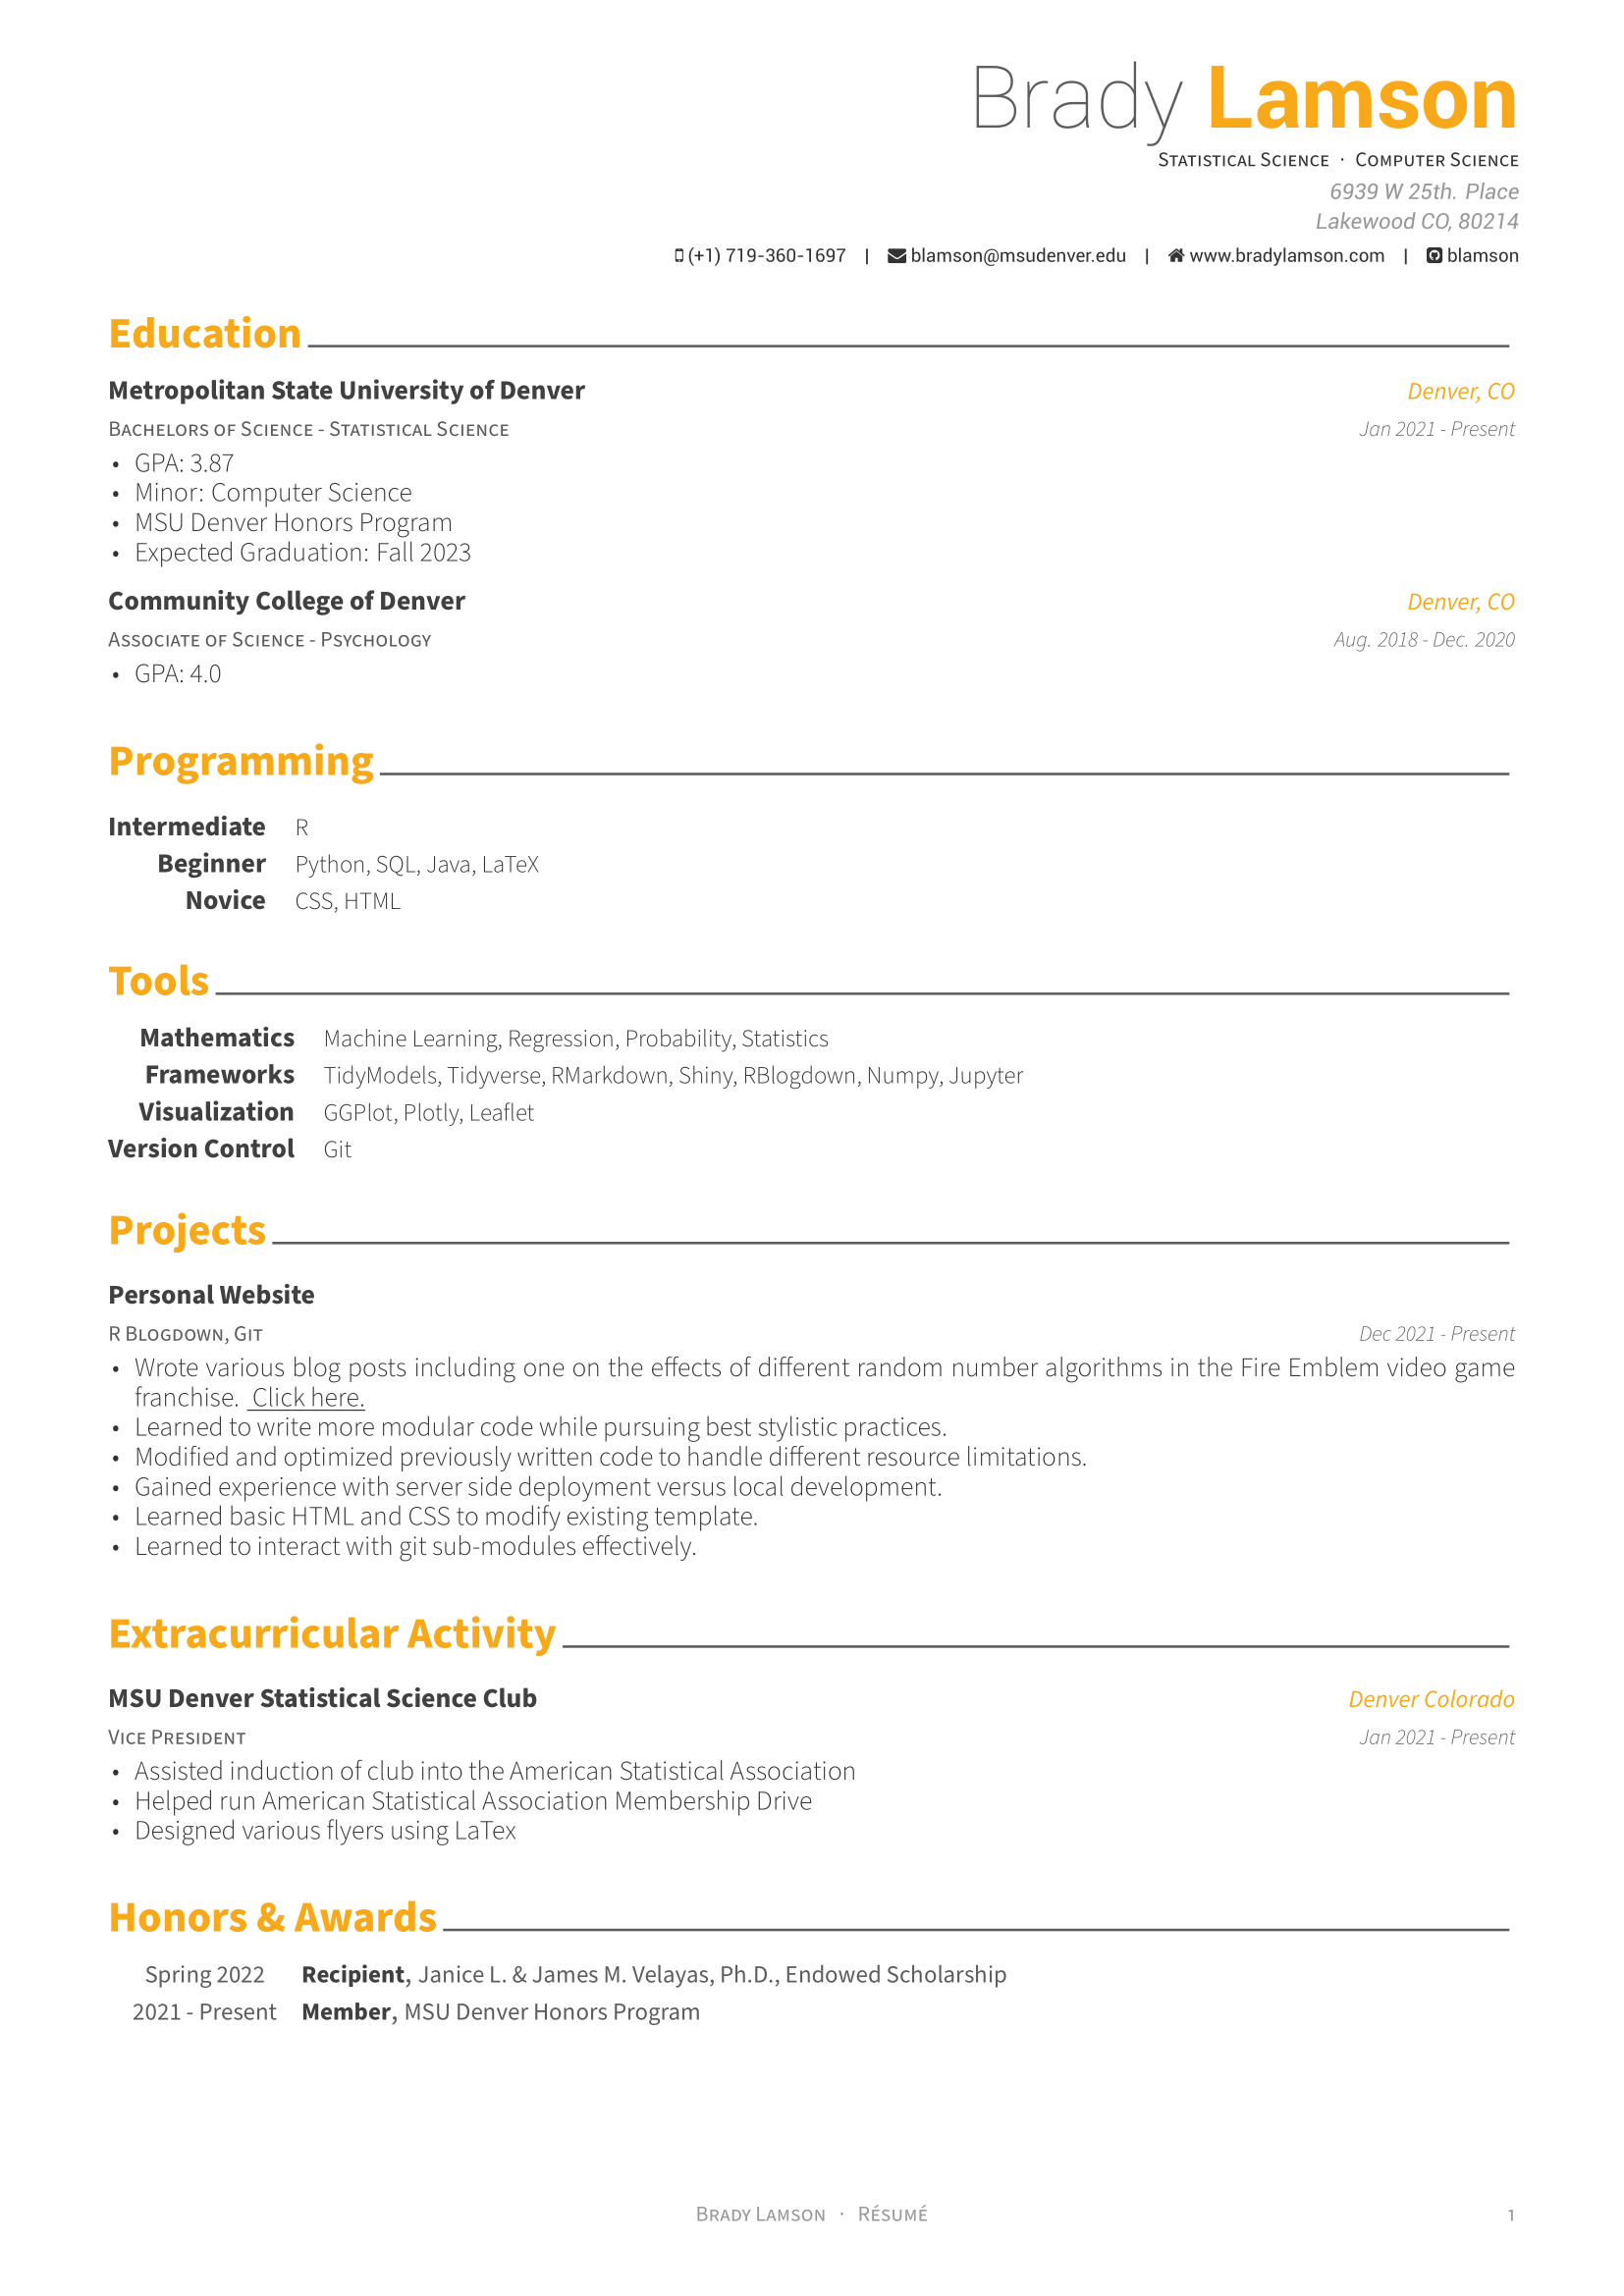 Brady Lamson
Statistical Science · Computer Science
6939 W 25th. Place
Lakewood CO, 80214
(+1) 719-360-1697 | blamson@msudenver.edu | www.bradylamson.com | blamson
Education
Metropolitan State University of Denver Denver, CO
Bachelors of Science - Statistical Science Jan 2021 - Present
• GPA: 3.87
• Minor: Computer Science
• MSU Denver Honors Program
• Expected Graduation: Fall 2023
Community College of Denver Denver, CO
Associate of Science - Psychology Aug. 2018 - Dec. 2020
• GPA: 4.0
Programming
Intermediate R
Beginner Python, SQL, Java, LaTeX
Novice CSS, HTML
Tools
Mathematics Machine Learning, Regression, Probability, Statistics
Frameworks TidyModels, Tidyverse, RMarkdown, Shiny, RBlogdown, Numpy, Jupyter
Visualization GGPlot, Plotly, Leaflet
Version Control Git
Projects
Personal Website
R Blogdown, Git Dec 2021 - Present
• Wrote various blog posts including one on the effects of different random number algorithms in the Fire Emblem video game
franchise. Click here.
• Learned to write more modular code while pursuing best stylistic practices.
• Modified and optimized previously written code to handle different resource limitations.
• Gained experience with server side deployment versus local development.
• Learned basic HTML and CSS to modify existing template.
• Learned to interact with git sub-modules effectively.
Extracurricular Activity
MSU Denver Statistical Science Club Denver Colorado
Vice President Jan 2021 - Present
• Assisted induction of club into the American Statistical Association
• Helped run American Statistical Association Membership Drive
• Designed various flyers using LaTex
Honors & Awards
Spring 2022 Recipient, Janice L. & James M. Velayas, Ph.D., Endowed Scholarship
2021 - Present Member, MSU Denver Honors Program
Brady Lamson · Résumé 1